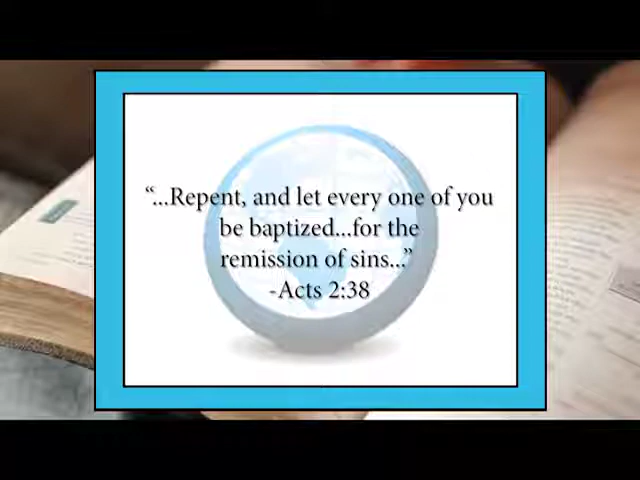 “...Repent, and let every one of you
be baptized...for the
remission of sins...”
-Acts 2:38